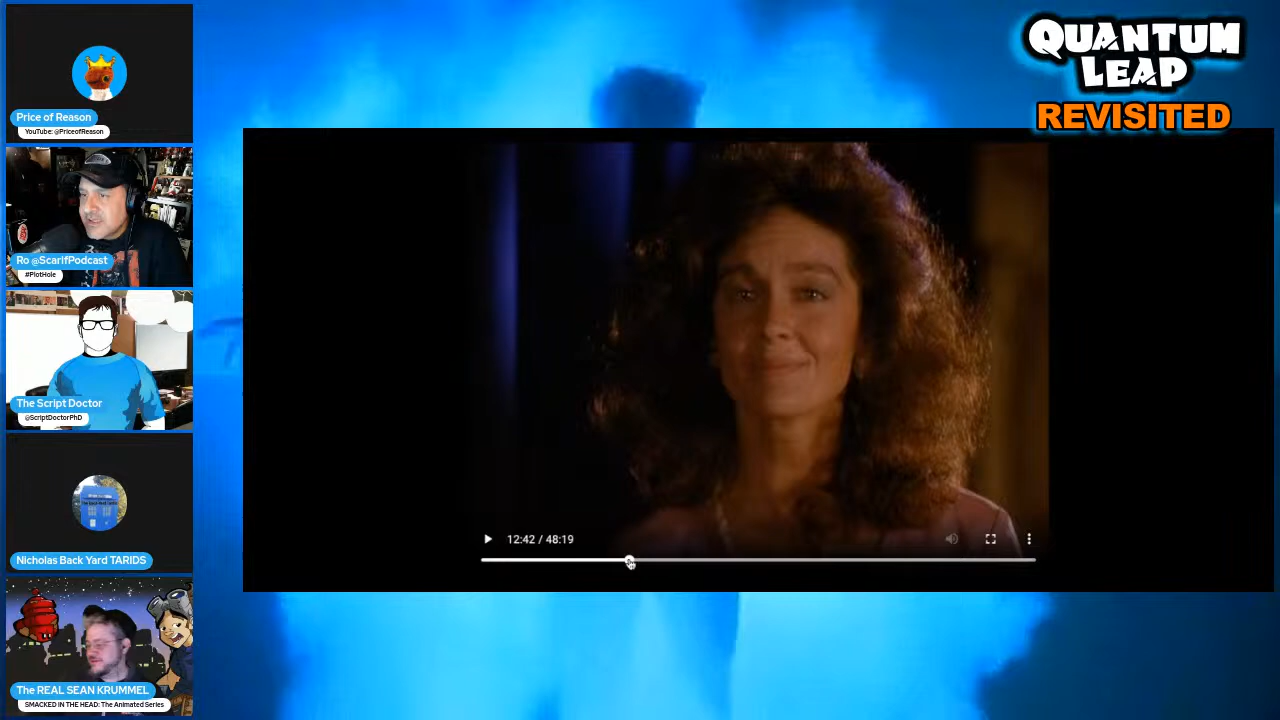 Price of Reason
YouTube: @PriceofReason
Ro @ScarifPodcast
#PlotHole
The Script Doctor
@ScriptDoctorPhD
Nicholas Back Yard TARIDS
The REAL SEAN KRUMMEL
SMACKED IN THE HEAD: The Animated Series
QUANTUM
LEAP
REVISITED
12:42 / 48:19